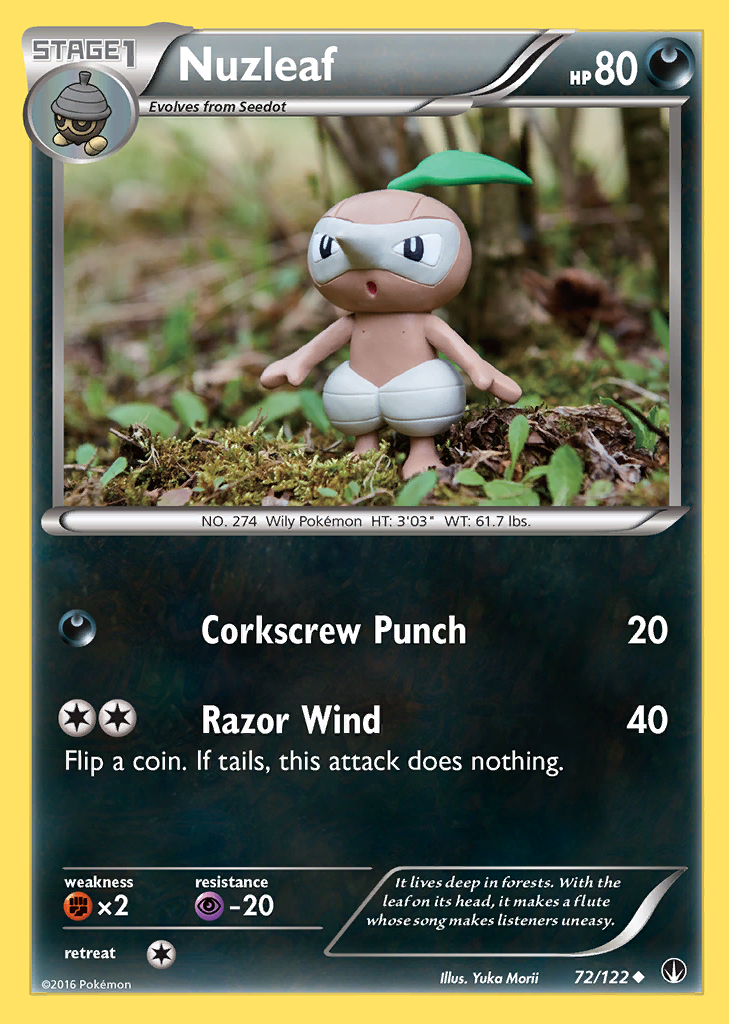 STAGE1
Nuzleaf
HP80
Evolves from Seedot
NO. 274 Wily Pokémon HT: 3'03" WT: 61.7 lbs.
Corkscrew Punch 20
Razor Wind 40
Flip a coin. If tails, this attack does nothing.
weakness resistance
×2 -20
It lives deep in forests. With the
leaf on its head, it makes a flute
whose song makes listeners uneasy.
retreat
©2016 Pokémon
Illus. Yuka Morii
72/122